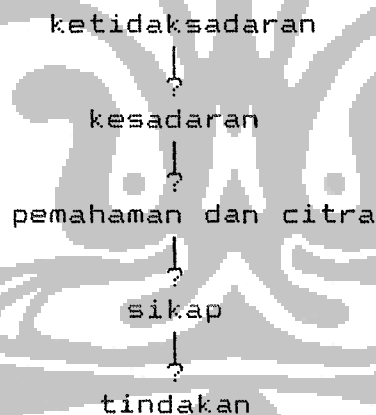 ketidaksadaran
?
kesadaran
?
pemahaman dan citra
?
sikap
?
tindakan